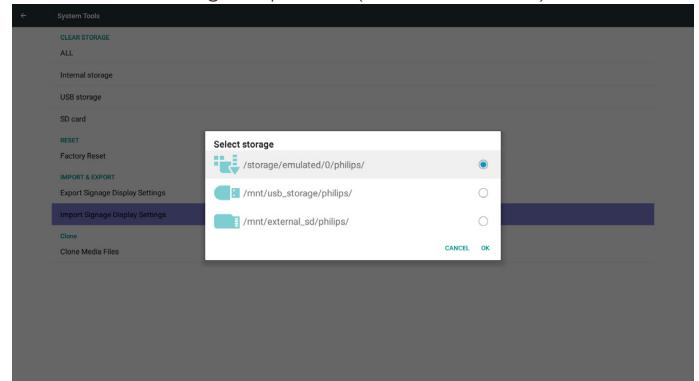 System Tools
CLEAR STORAGE
ALL
Internal storage
USB storage
SD card
RESET
Factory Reset
IMPORT & EXPORT
Export Signage Display Settings
Import Signage Display Settings
Clone
Clone Media Files
Select storage
/storage/emulated/0/philips/
/mnt/usb_storage/philips/
/mnt/external_sd/philips/
CANCEL OK